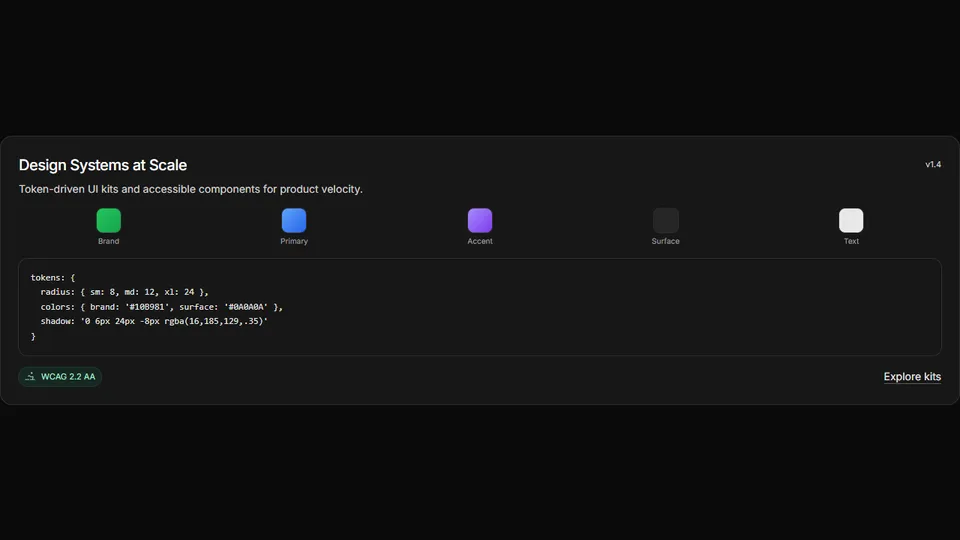 Design Systems at Scale
v1.4
Token-driven UI kits and accessible components for product velocity.
Brand
Primary
Accent
Surface
Text
tokens: {
  radius: { sm: 8, md: 12, xl: 24 },
  colors: { brand: '#10B981', surface: '#0A0A0A' },
  shadow: '0 6px 24px -8px rgba(16,185,129,.35)'
}
WCAG 2.2 AA
Explore kits